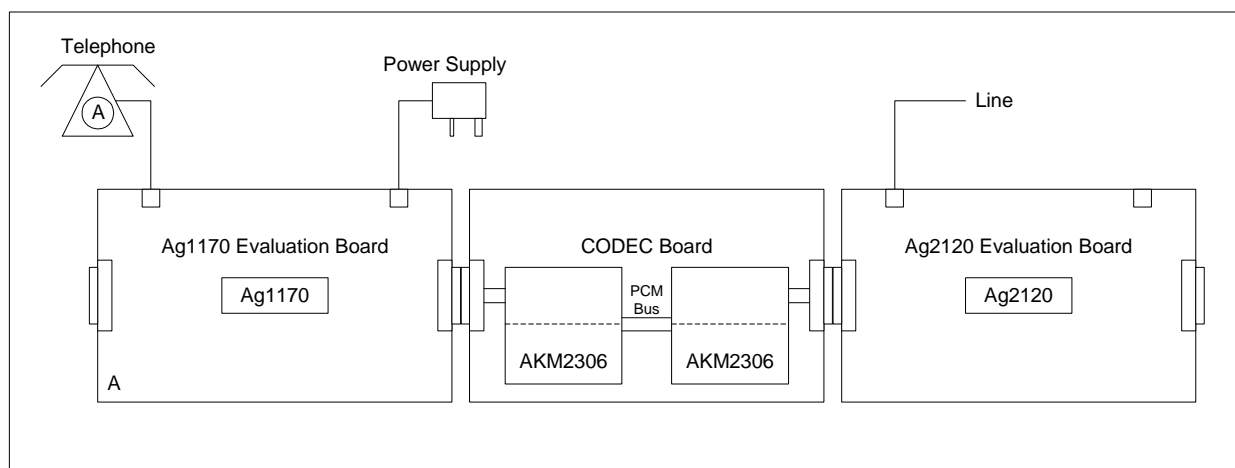 Telephone
A
Power Supply
Line
Ag1170 Evaluation Board
Ag1170
A
CODEC Board
PCM
Bus
AKM2306
AKM2306
Ag2120 Evaluation Board
Ag2120